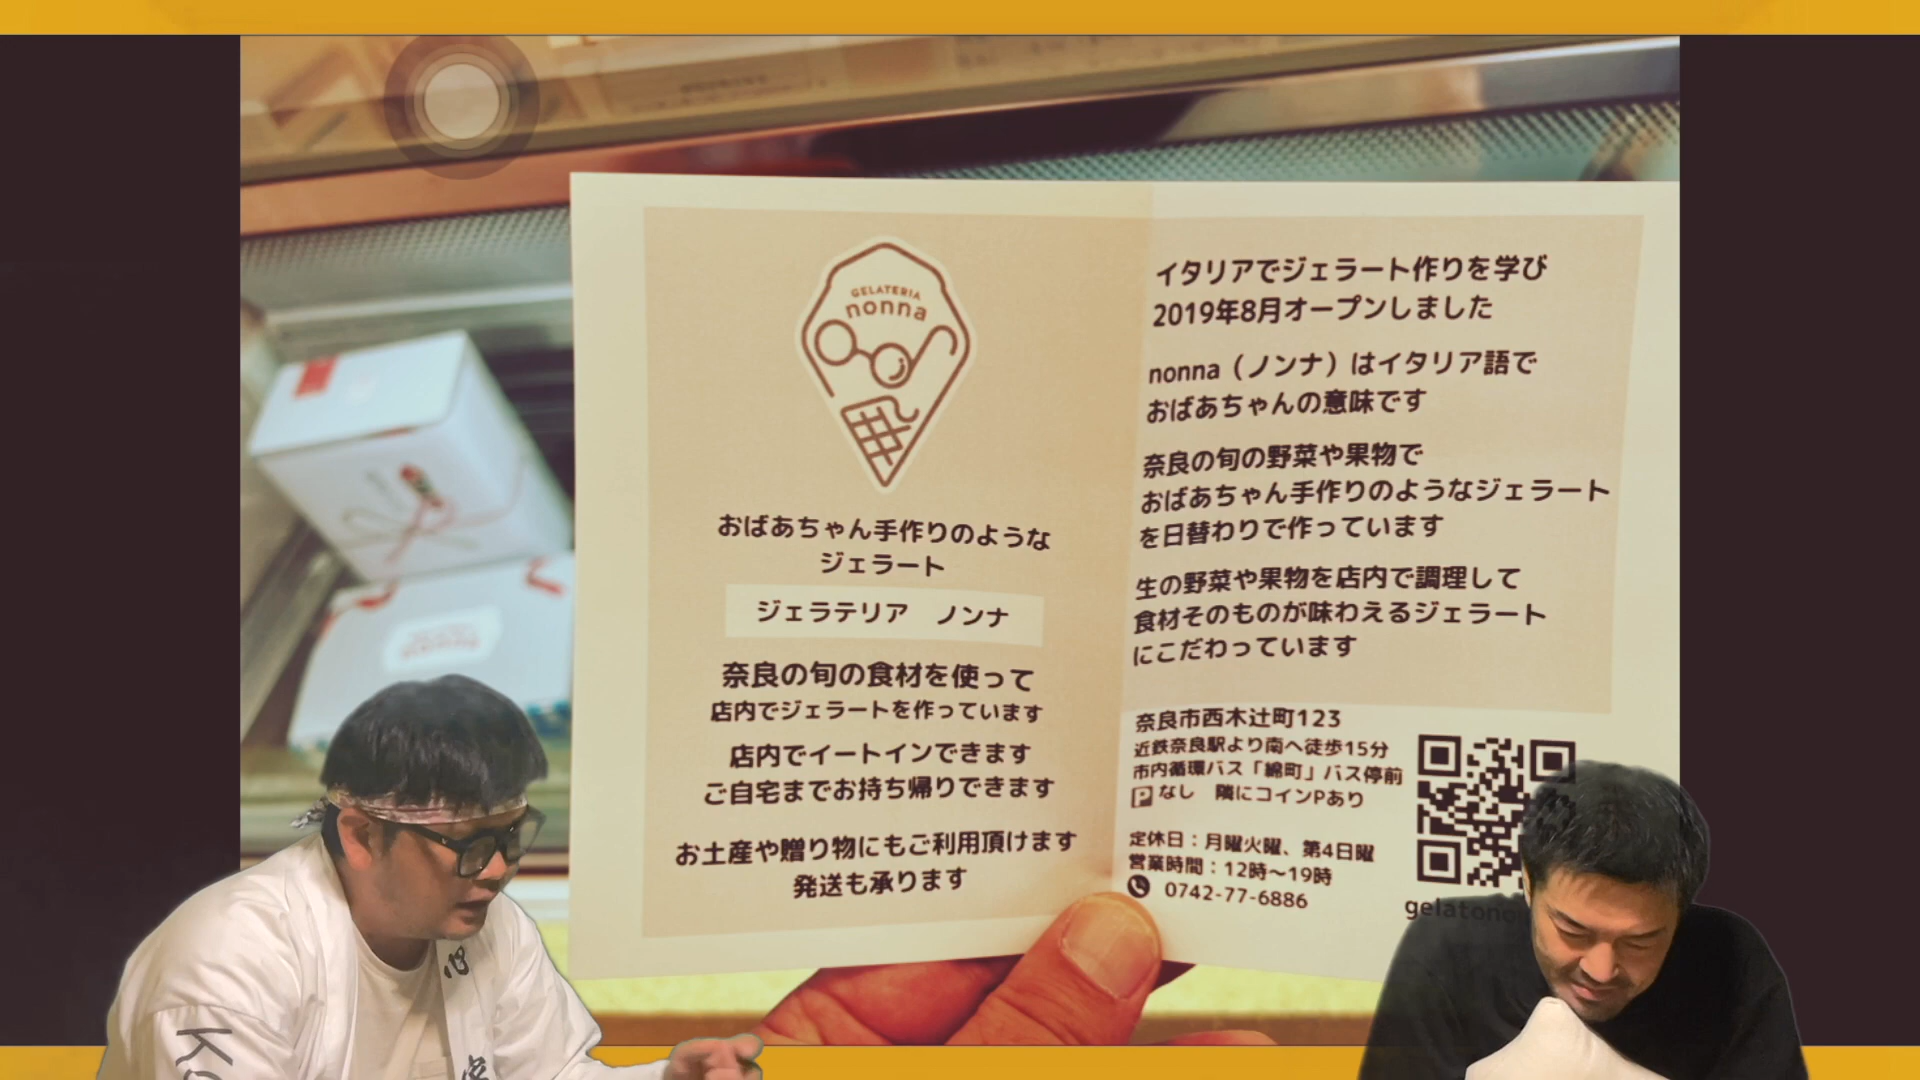 GELATERIA
nonna
おばあちゃん手作りのような
ジェラート
ジェラテリア ノンナ
奈良の旬の食材を使って
店内でジェラートを作っています
店内でイートインできます
ご自宅までお持ち帰りできます
お土産や贈り物にもご利用頂けます
発送も承ります
イタリアでジェラート作りを学び
2019年8月オープンしました
nonna（ノンナ）はイタリア語で
おばあちゃんの意味です
奈良の旬の野菜や果物で
おばあちゃん手作りのようなジェラート
を日替わりで作っています
生の野菜や果物を店内で調理して
食材そのものが味わえるジェラート
にこだわっています
奈良市西木辻町123
近鉄奈良駅より南へ徒歩15分
市内循環バス「綿町」バス停前
P なし 隣にコインPあり
定休日：月曜火曜、第4日曜
営業時間：12時～19時
0742-77-6886
心